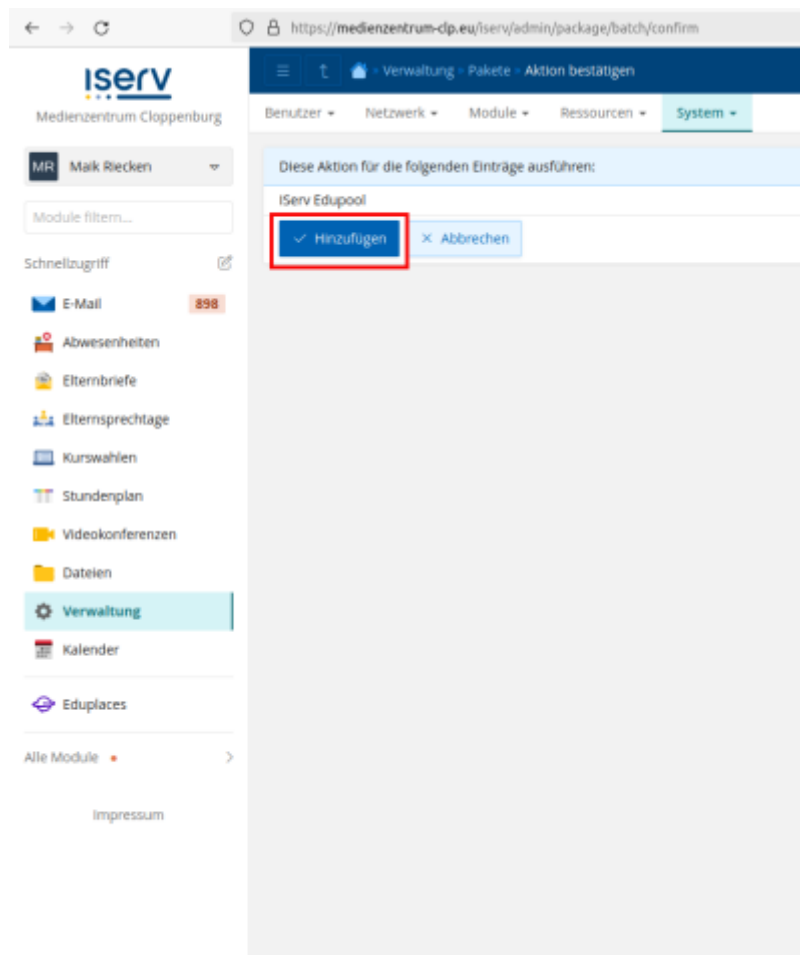 https://medienzentrum-clp.eu/iserv/admin/package/batch/confirm
IServ
Medienzentrum Cloppenburg
MR Maik Riecken
Module filtern...
Schnellzugriff
E-Mail 898
Abwesenheiten
Elternbriefe
Elternsprechtage
Kurswahlen
Stundenplan
Videokonferenzen
Dateien
Verwaltung
Kalender
Eduplaces
Alle Module
Impressum
Verwaltung Pakete Aktion bestätigen
Benutzer Netzwerk Module Ressourcen System
Diese Aktion für die folgenden Einträge ausführen:
IServ Edupool
Hinzufügen Abbrechen